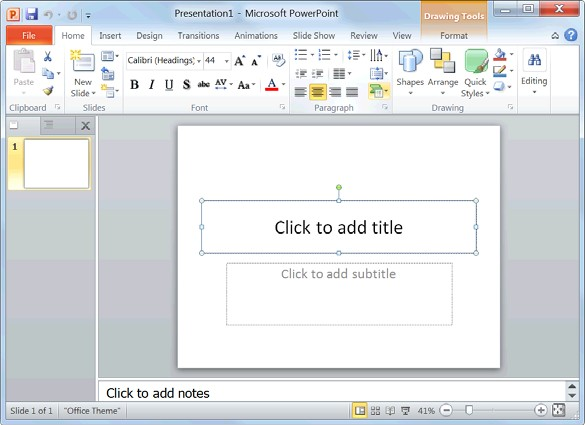 Presentation1 - Microsoft PowerPoint
Drawing Tools
File Home Insert Design Transitions Animations Slide Show Review View Format
Calibri (Headings) 44
Paste
New
Slide
B I U S abc AV Aa
Shapes Arrange Quick
Styles
Editing
Clipboard Slides Font Paragraph Drawing
1
Click to add title
Click to add subtitle
Click to add notes
Slide 1 of 1 "Office Theme" 41%